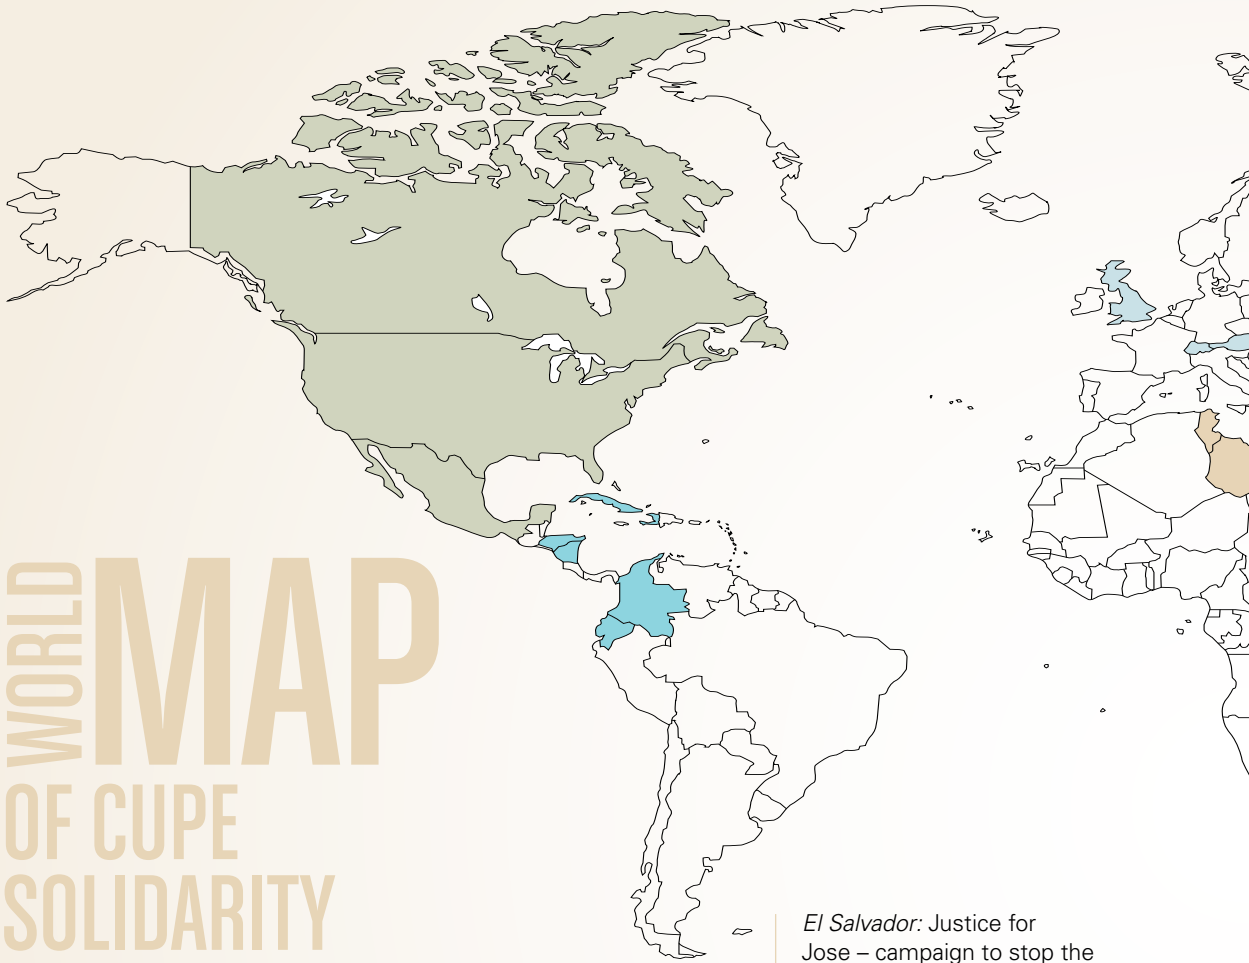 WORLD
MAP
OF CUPE
SOLIDARITY
El Salvador: Justice for
Jose – campaign to stop the